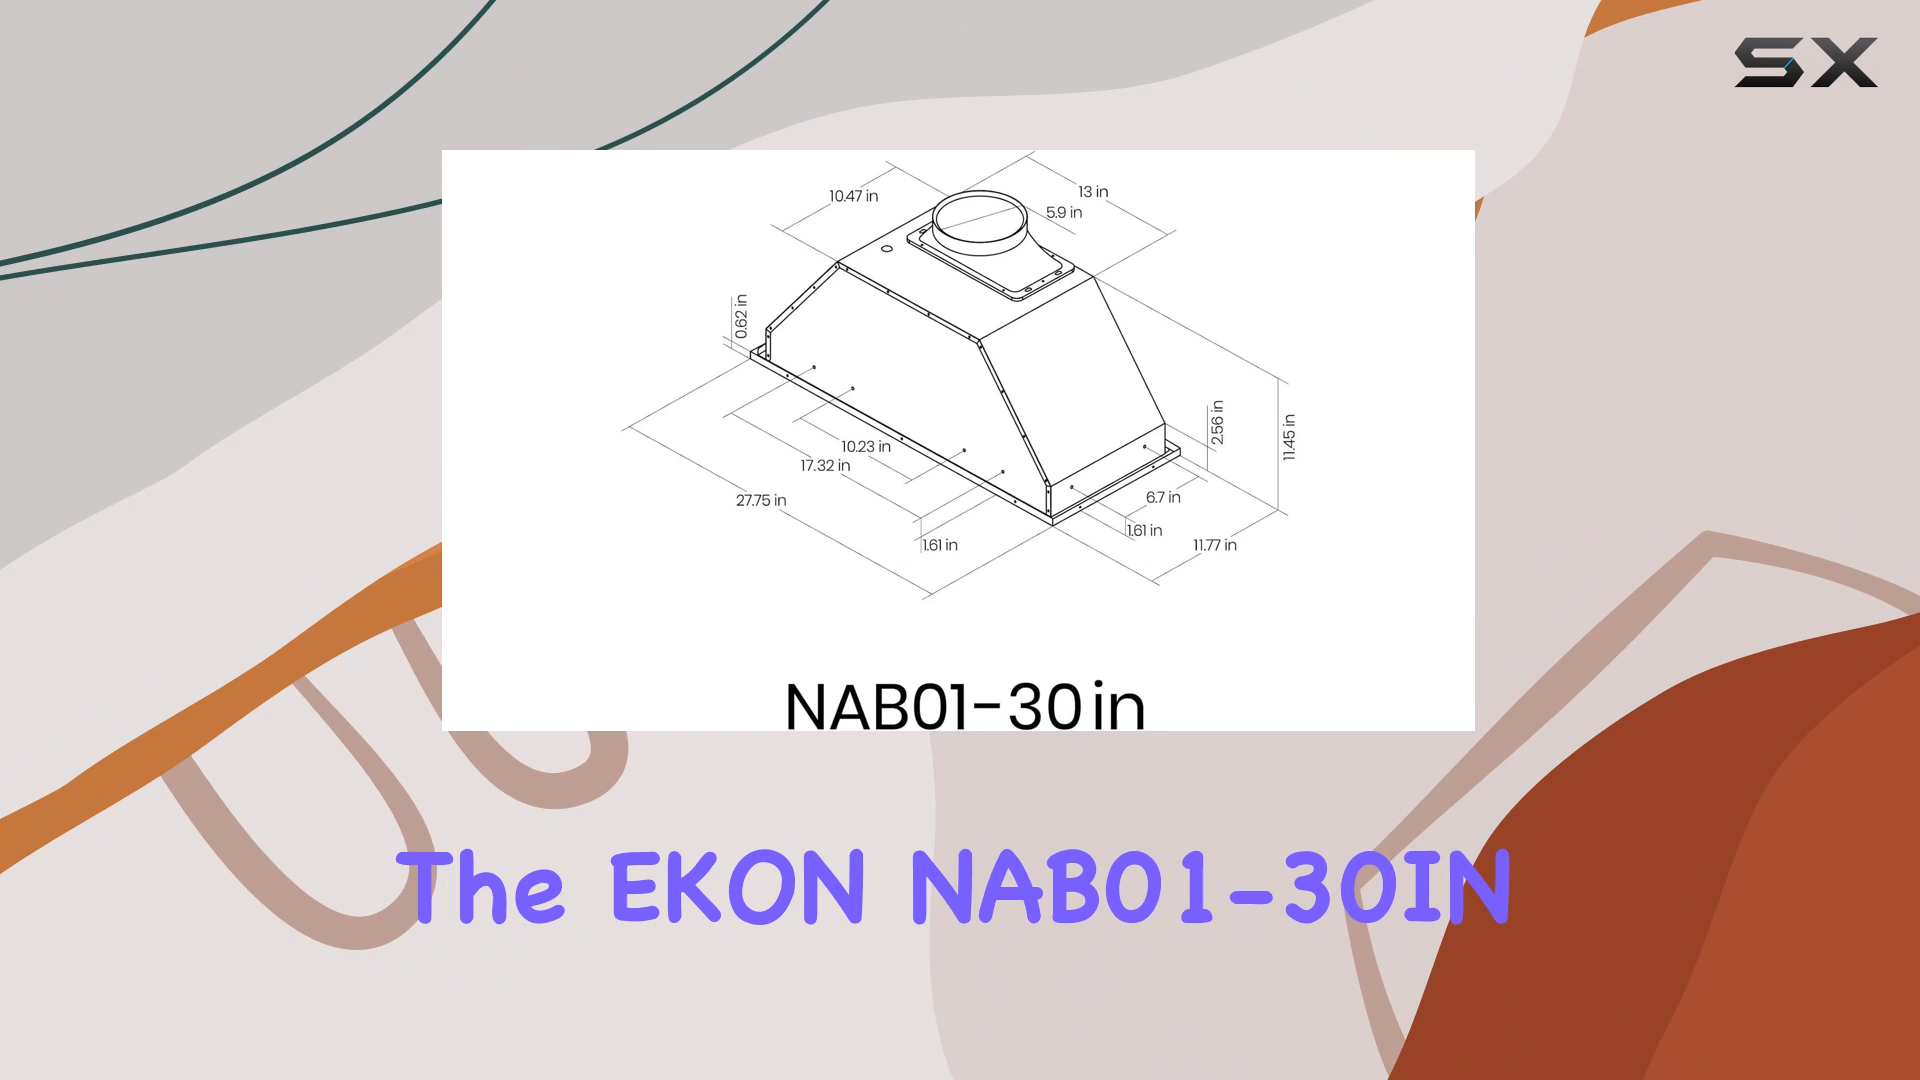 SX
10.47 in
13 in
5.9 in
0.62 in
2.56 in
11.45 in
10.23 in
17.32 in
27.75 in
6.7 in
1.61 in
1.61 in
11.77 in
NAB01-30in
The EKON NAB01-30IN